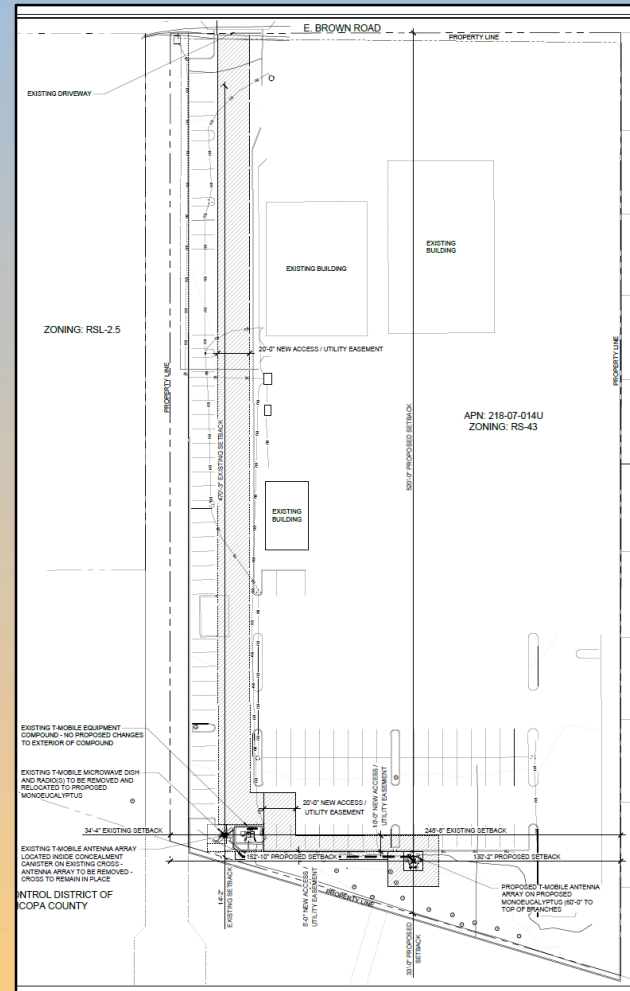 E. BROWN ROAD
PROPERTY LINE
EXISTING DRIVEWAY
EXISTING BUILDING
EXISTING BUILDING
ZONING: RSL-2.5
20'-0" NEW ACCESS / UTILITY EASEMENT
PROPERTY LINE
PROPERTY LINE
APN: 218-07-014U
ZONING: RS-43
470'-3" EXISTING SETBACK
520'-0" PROPOSED SETBACK
EXISTING
BUILDING
EXISTING T-MOBILE EQUIPMENT
COMPOUND - NO PROPOSED CHANGES
TO EXTERIOR OF COMPOUND
EXISTING T-MOBILE MICROWAVE DISH
AND RADIO(S) TO BE REMOVED AND
RELOCATED TO PROPOSED
MONOEUCALYPTUS
20'-0" NEW ACCESS /
UTILITY EASEMENT
10'-0" NEW ACCESS /
UTILITY EASEMENT
34'-4" EXISTING SETBACK
248'-8" EXISTING SETBACK
EXISTING T-MOBILE ANTENNA ARRAY
LOCATED INSIDE CONCEALMENT
CANISTER ON EXISTING CROSS -
ANTENNA ARRAY TO BE REMOVED -
CROSS TO REMAIN IN PLACE
152'-10" PROPOSED SETBACK
130'-2" PROPOSED SETBACK
ONTROL DISTRICT OF
ICOPA COUNTY
14'-2"
EXISTING SETBACK
NEW ACCESS /
UTILITY EASEMENT
PROPERTY LINE
33'-0" PROPOSED
SETBACK
PROPOSED T-MOBILE ANTENNA
ARRAY ON PROPOSED
MONOEUCALYPTUS (60'-0" TO
TOP OF BRANCHES)